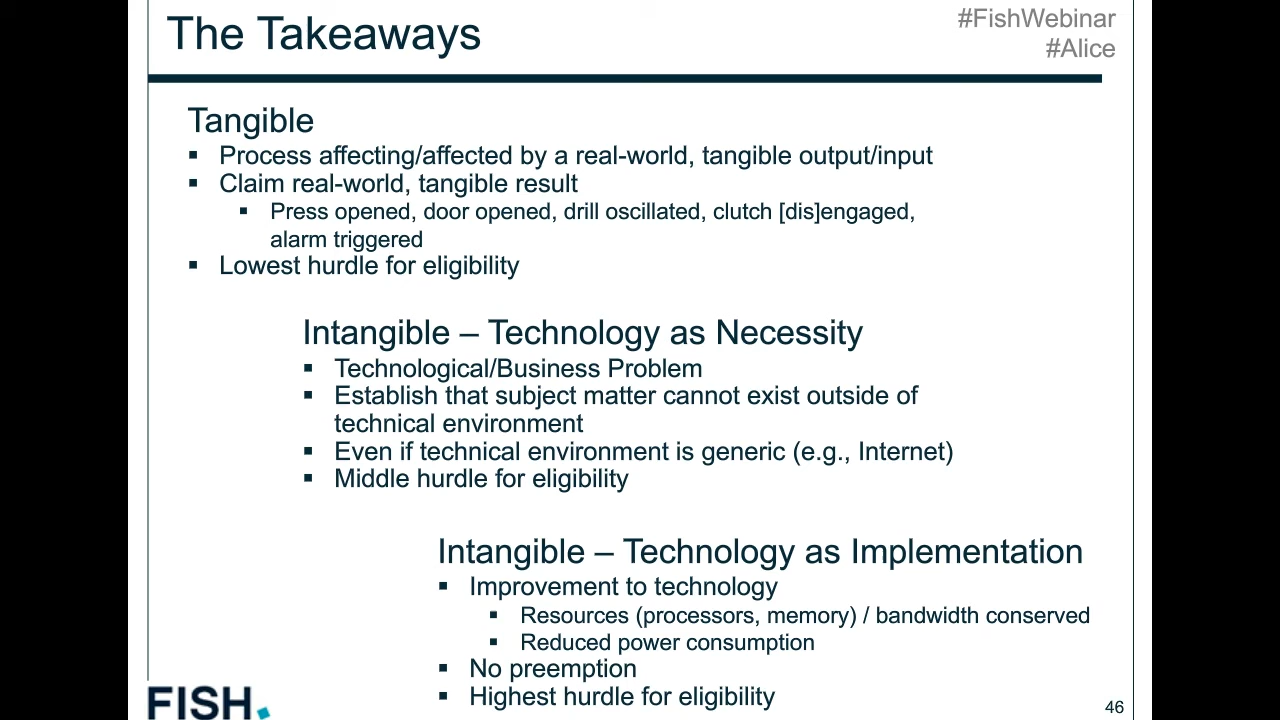 The Takeaways
#FishWebinar
#Alice
Tangible
▪ Process affecting/affected by a real-world, tangible output/input
▪ Claim real-world, tangible result
▪ Press opened, door opened, drill oscillated, clutch [dis]engaged,
alarm triggered
▪ Lowest hurdle for eligibility
Intangible – Technology as Necessity
▪ Technological/Business Problem
▪ Establish that subject matter cannot exist outside of
technical environment
▪ Even if technical environment is generic (e.g., Internet)
▪ Middle hurdle for eligibility
Intangible – Technology as Implementation
▪ Improvement to technology
▪ Resources (processors, memory) / bandwidth conserved
▪ Reduced power consumption
▪ No preemption
▪ Highest hurdle for eligibility
FISH.
46